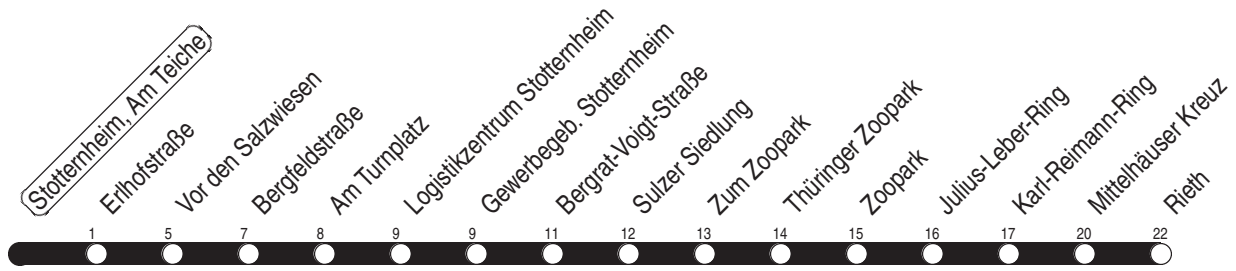 Stotternheim, Am Teiche
Erlhofstraße
Vor den Salzwiesen
Bergfeldstraße
Am Turnplatz
Logistikzentrum Stotternheim
Gewerbegeb. Stotternheim
Bergrat-Voigt-Straße
Sulzer Siedlung
Zum Zoopark
Thüringer Zoopark
Zoopark
Julius-Leber-Ring
Karl-Reimann-Ring
Mittelhäuser Kreuz
Rieth
1 5 7 8 9 9 11 12 13 14 15 16 17 20 22